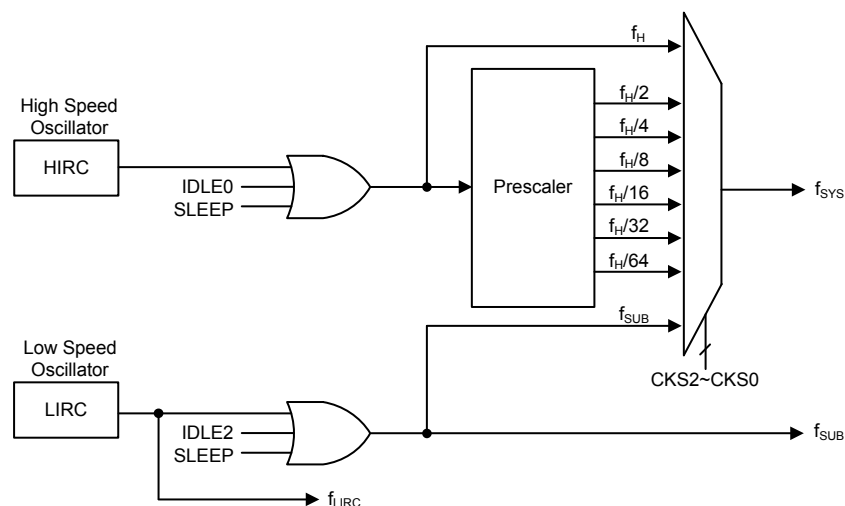 f_H
High Speed
Oscillator
HIRC
IDLE0
SLEEP
Prescaler
f_H/2
f_H/4
f_H/8
f_H/16
f_H/32
f_H/64
f_SUB
f_SYS
CKS2~CKS0
Low Speed
Oscillator
LIRC
IDLE2
SLEEP
f_SUB
f_LIRC